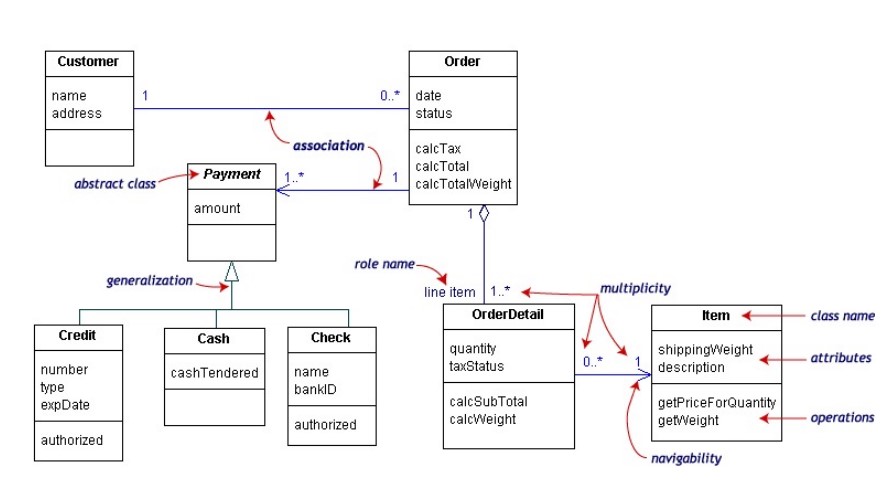 Customer
name
address
1
0..*
Order
date
status
calcTax
calcTotal
calcTotalWeight
association
abstract class
Payment
amount
1..*
1
generalization
1
role name
line item
1..*
multiplicity
Credit
number
type
expDate
authorized
Cash
cashTendered
Check
name
bankID
authorized
OrderDetail
quantity
taxStatus
calcSubTotal
calcWeight
0..*
1
Item
shippingWeight
description
getPriceForQuantity
getWeight
class name
attributes
operations
navigability